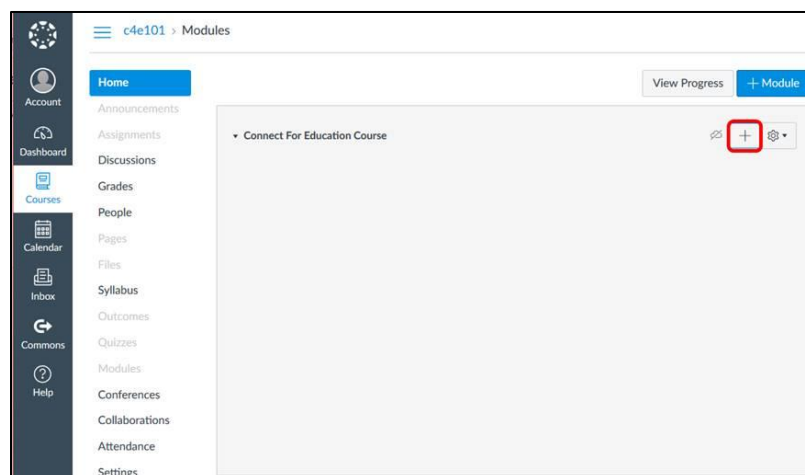 c4e101 > Modules
Account
Dashboard
Courses
Calendar
Inbox
Commons
Help
Home
Announcements
Assignments
Discussions
Grades
People
Pages
Files
Syllabus
Outcomes
Quizzes
Modules
Conferences
Collaborations
Attendance
Settings
View Progress
+ Module
Connect For Education Course